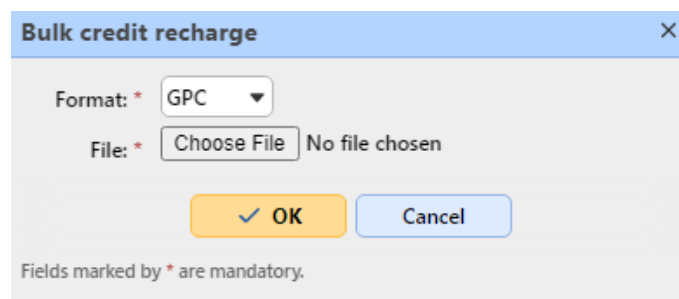 Bulk credit recharge
Format: * GPC
File: * Choose File No file chosen
OK Cancel
Fields marked by * are mandatory.